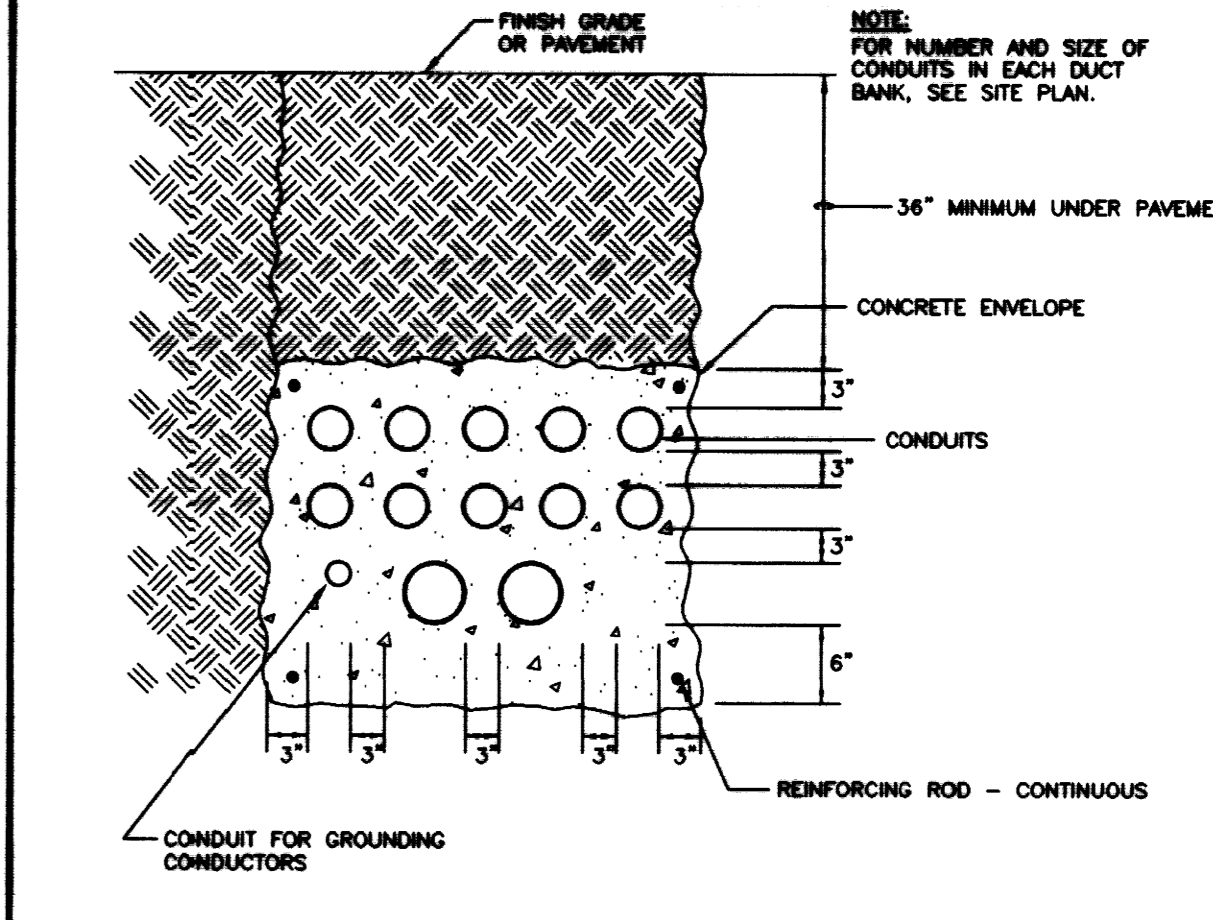 FINISH GRADE
OR PAVEMENT
NOTE:
FOR NUMBER AND SIZE OF
CONDUITS IN EACH DUCT
BANK, SEE SITE PLAN.
36" MINIMUM UNDER PAVEME
CONCRETE ENVELOPE
3"
CONDUITS
3"
3"
6"
3" 3" 3" 3" 3"
REINFORCING ROD - CONTINUOUS
CONDUIT FOR GROUNDING
CONDUCTORS